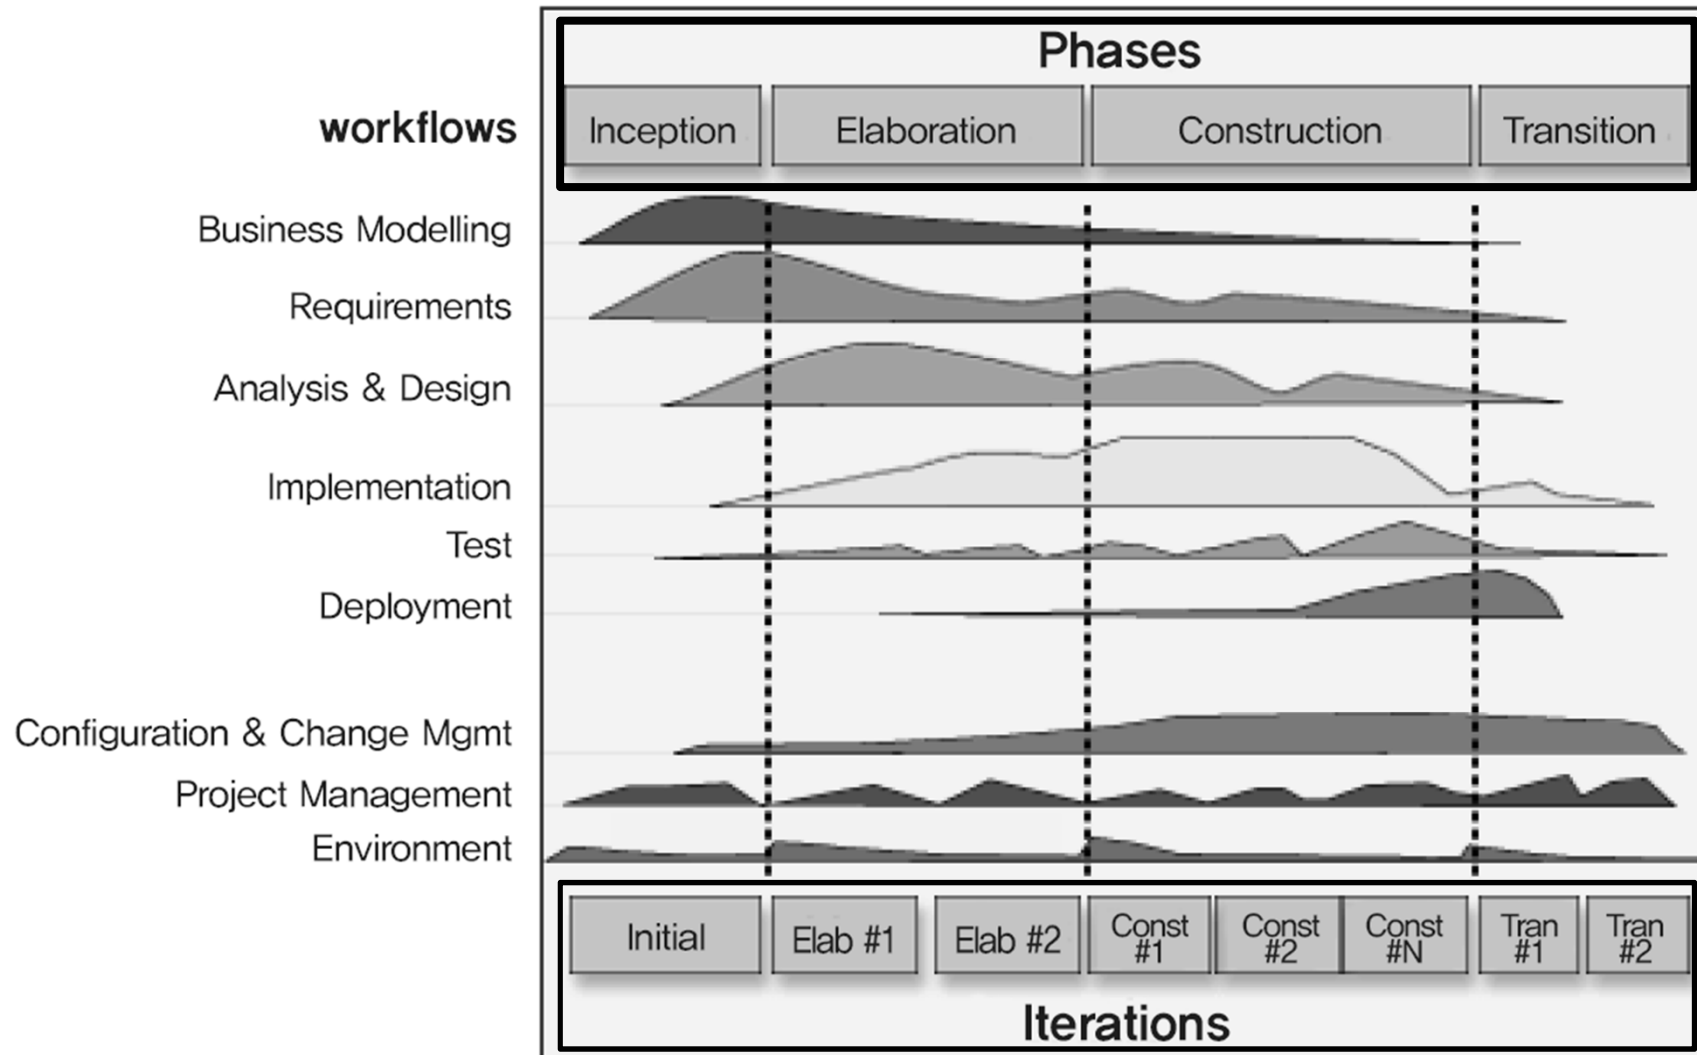 Phases
workflows
Inception
Elaboration
Construction
Transition
Business Modelling
Requirements
Analysis & Design
Implementation
Test
Deployment
Configuration & Change Mgmt
Project Management
Environment
Initial
Elab #1
Elab #2
Const
#1
Const
#2
Const
#N
Tran
#1
Tran
#2
Iterations